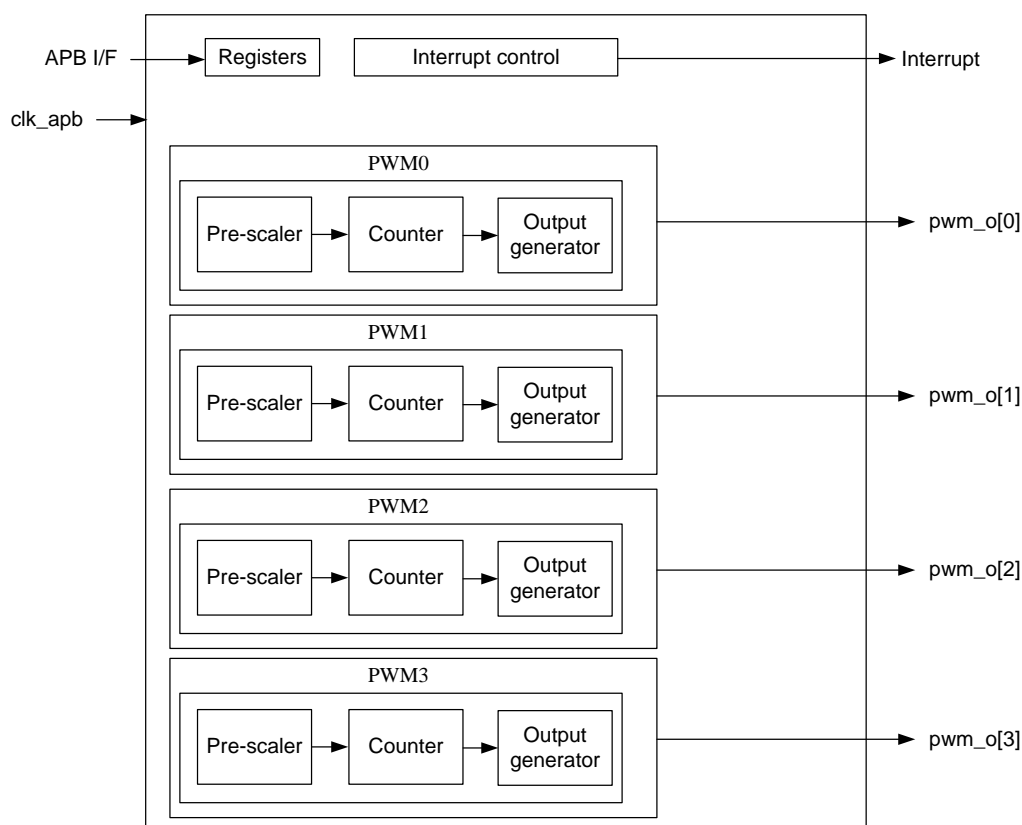 APB I/F
Registers
Interrupt control
Interrupt
clk_apb
PWM0
Pre-scaler
Counter
Output
generator
pwm_o[0]
PWM1
Pre-scaler
Counter
Output
generator
pwm_o[1]
PWM2
Pre-scaler
Counter
Output
generator
pwm_o[2]
PWM3
Pre-scaler
Counter
Output
generator
pwm_o[3]